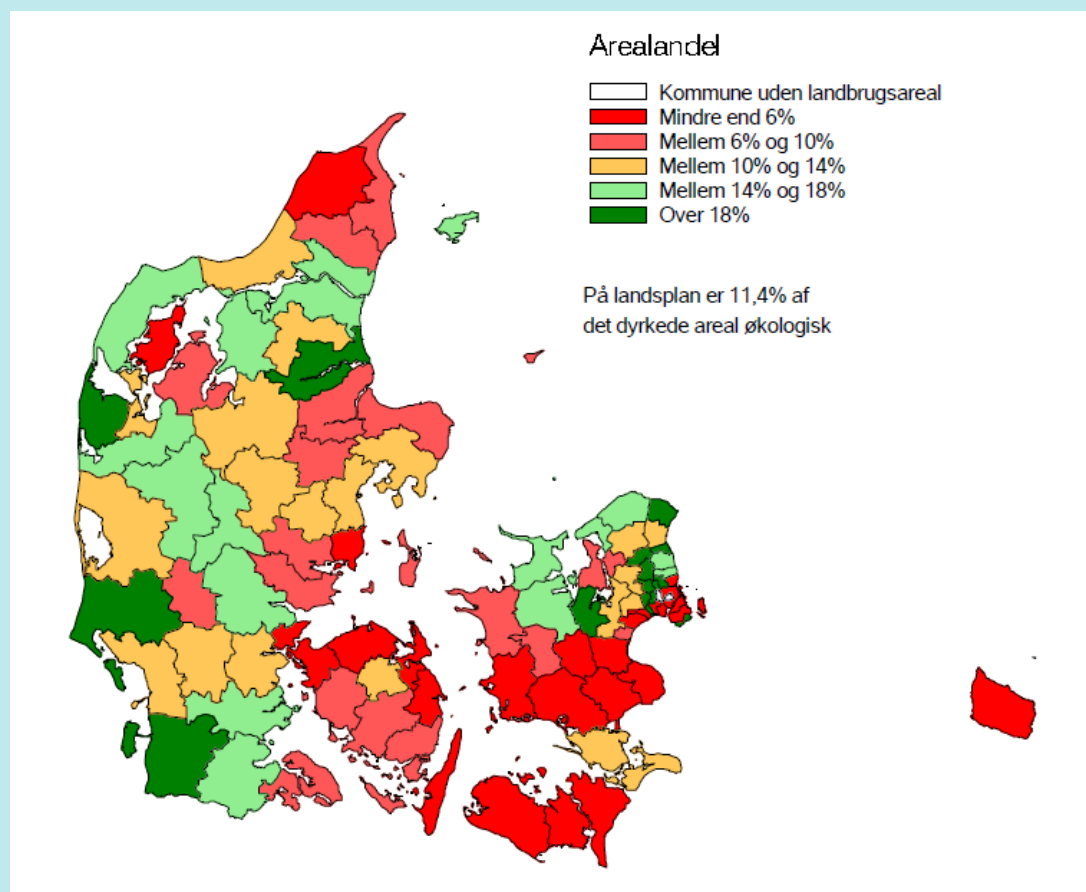 Arealandel
Kommune uden landbrugsareal
Mindre end 6%
Mellem 6% og 10%
Mellem 10% og 14%
Mellem 14% og 18%
Over 18%
På landsplan er 11,4% af
det dyrkede areal økologisk